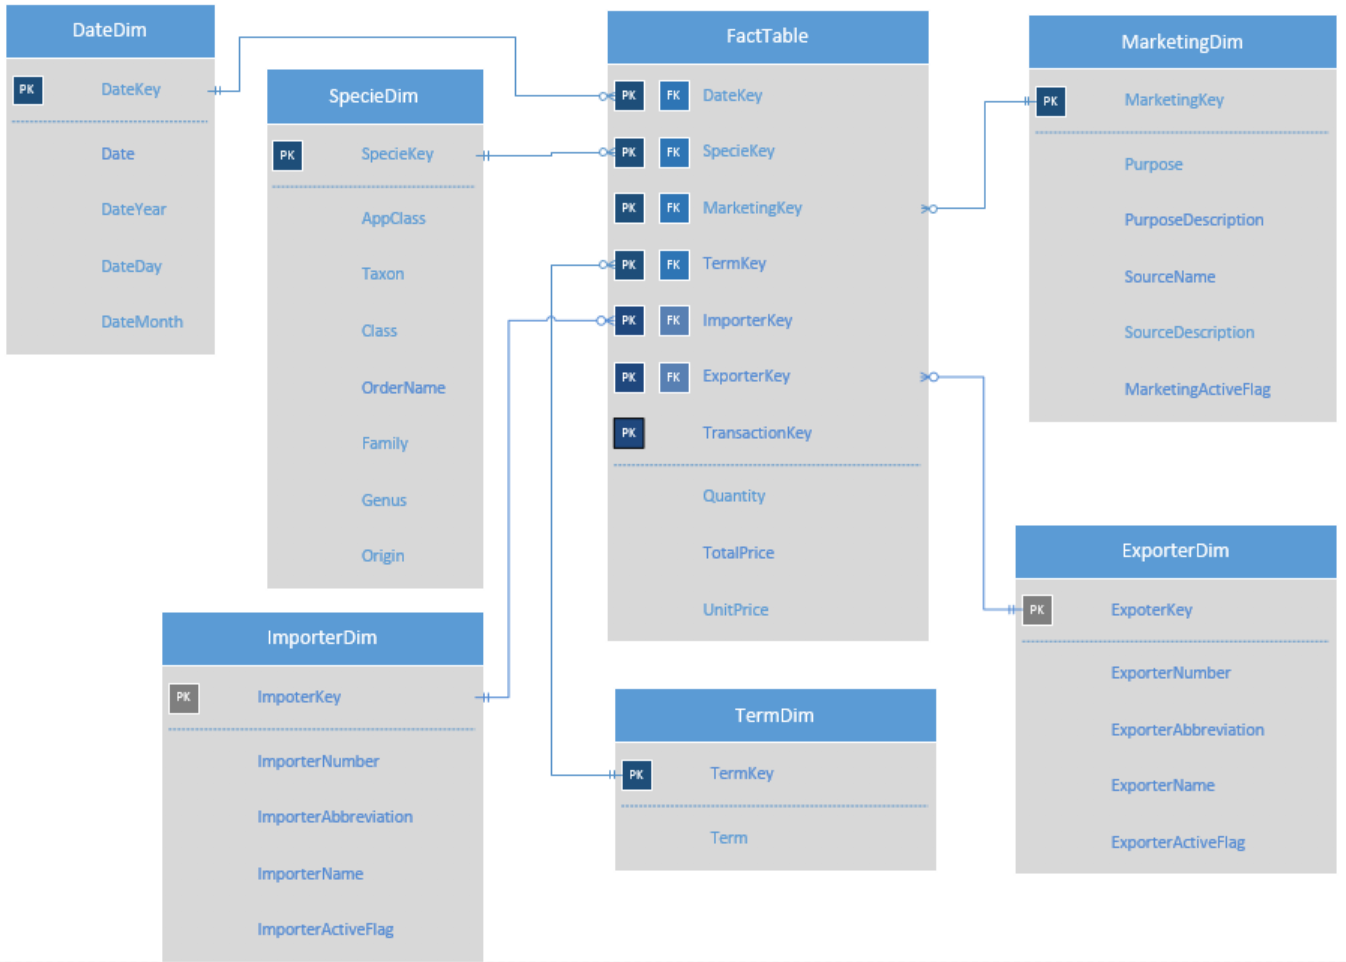 DateDim
PK DateKey
Date
DateYear
DateDay
DateMonth
SpecieDim
PK SpecieKey
AppClass
Taxon
Class
OrderName
Family
Genus
Origin
FactTable
PK FK DateKey
PK FK SpecieKey
PK FK MarketingKey
PK FK TermKey
PK FK ImporterKey
PK FK ExporterKey
PK TransactionKey
Quantity
TotalPrice
UnitPrice
MarketingDim
PK MarketingKey
Purpose
PurposeDescription
SourceName
SourceDescription
MarketingActiveFlag
ImporterDim
PK ImpoterKey
ImporterNumber
ImporterAbbreviation
ImporterName
ImporterActiveFlag
TermDim
PK TermKey
Term
ExporterDim
PK ExpoterKey
ExporterNumber
ExporterAbbreviation
ExporterName
ExporterActiveFlag